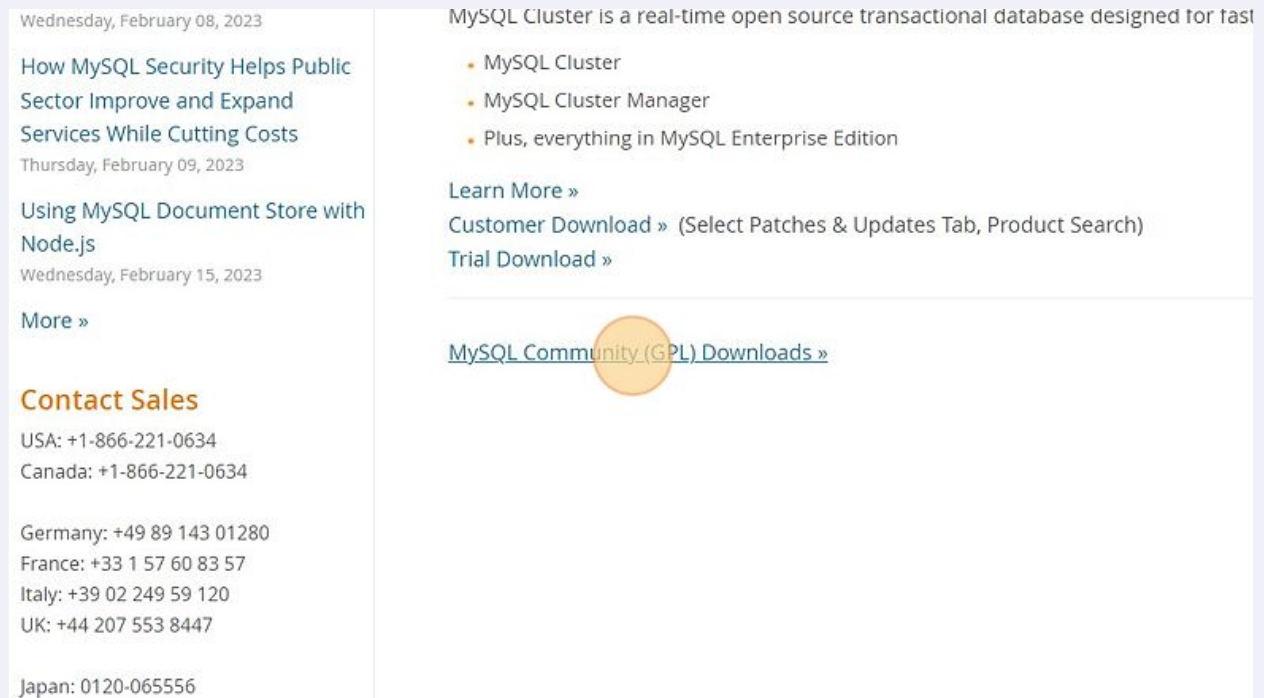 Wednesday, February 08, 2023
How MySQL Security Helps Public
Sector Improve and Expand
Services While Cutting Costs
Thursday, February 09, 2023
Using MySQL Document Store with
Node.js
Wednesday, February 15, 2023
More »
Contact Sales
USA: +1-866-221-0634
Canada: +1-866-221-0634
Germany: +49 89 143 01280
France: +33 1 57 60 83 57
Italy: +39 02 249 59 120
UK: +44 207 553 8447
Japan: 0120-065556
MySQL Cluster is a real-time open source transactional database designed for fast
• MySQL Cluster
• MySQL Cluster Manager
• Plus, everything in MySQL Enterprise Edition
Learn More »
Customer Download » (Select Patches & Updates Tab, Product Search)
Trial Download »
MySQL Community (GPL) Downloads »